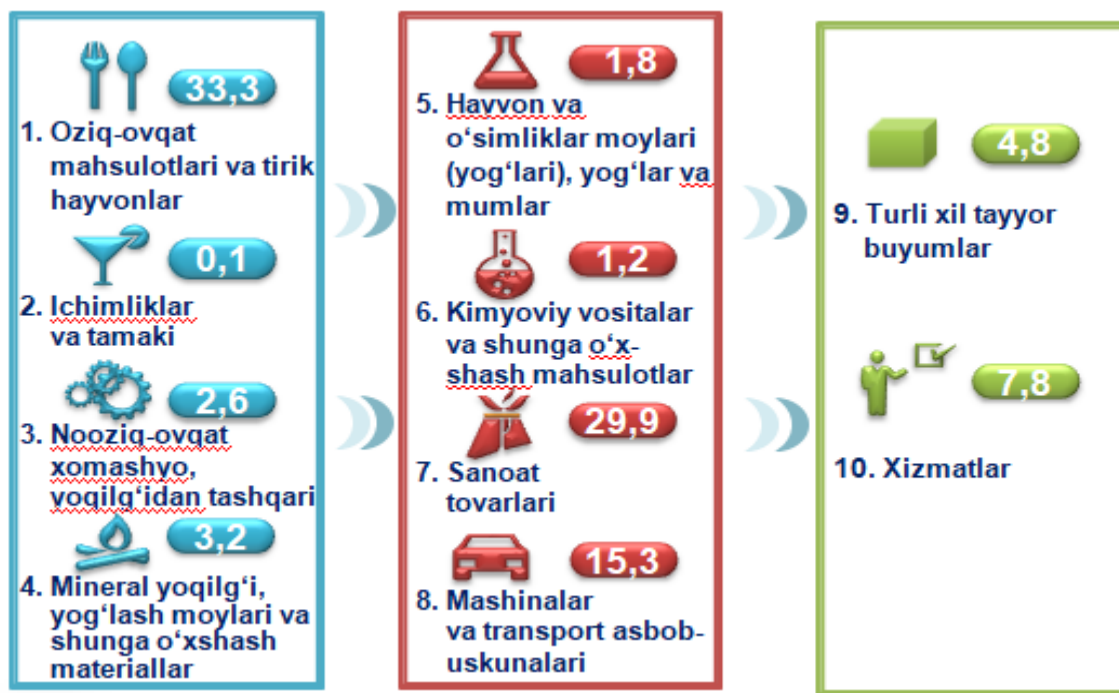 33,3
1. Oziq-ovqat
mahsulotlari va tirik
hayvonlar
0,1
2. Ichimliklar
va tamaki
2,6
3. Nooziq-ovqat
xomashyo,
yoqilg‘idan tashqari
3,2
4. Mineral yoqilg‘i,
yog‘lash moylari va
shunga o‘xshash
materiallar
1,8
5. Hayvon va
o‘simliklar moylari
(yog‘lari), yog‘lar va
mumlar
1,2
6. Kimyoviy vositalar
va shunga o‘x-
shash mahsulotlar
29,9
7. Sanoat
tovarlari
15,3
8. Mashinalar
va transport asbob-
uskunalari
4,8
9. Turli xil tayyor
buyumlar
7,8
10. Xizmatlar